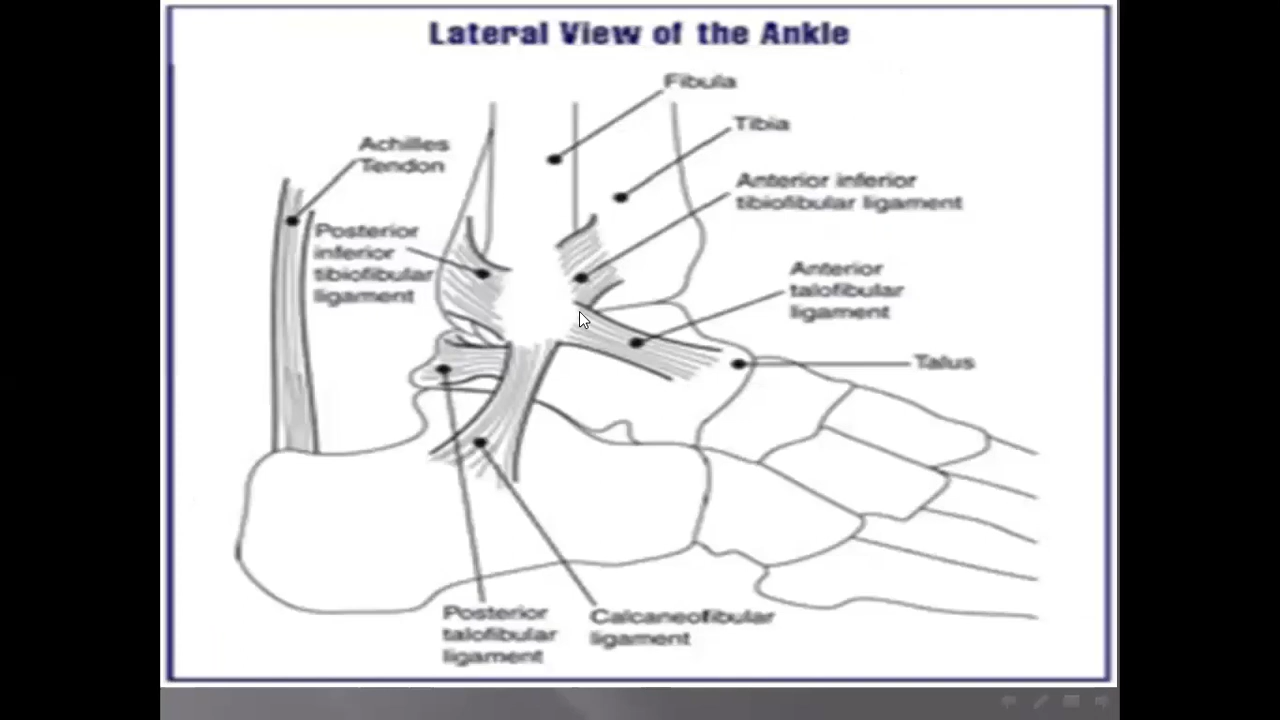 Lateral View of the Ankle
Fibula
Tibia
Achilles
Tendon
Anterior inferior
tibiofibular ligament
Posterior
inferior
tibiofibular
ligament
Anterior
talofibular
ligament
Talus
Posterior
talofibular
ligament
Calcaneofibular
ligament